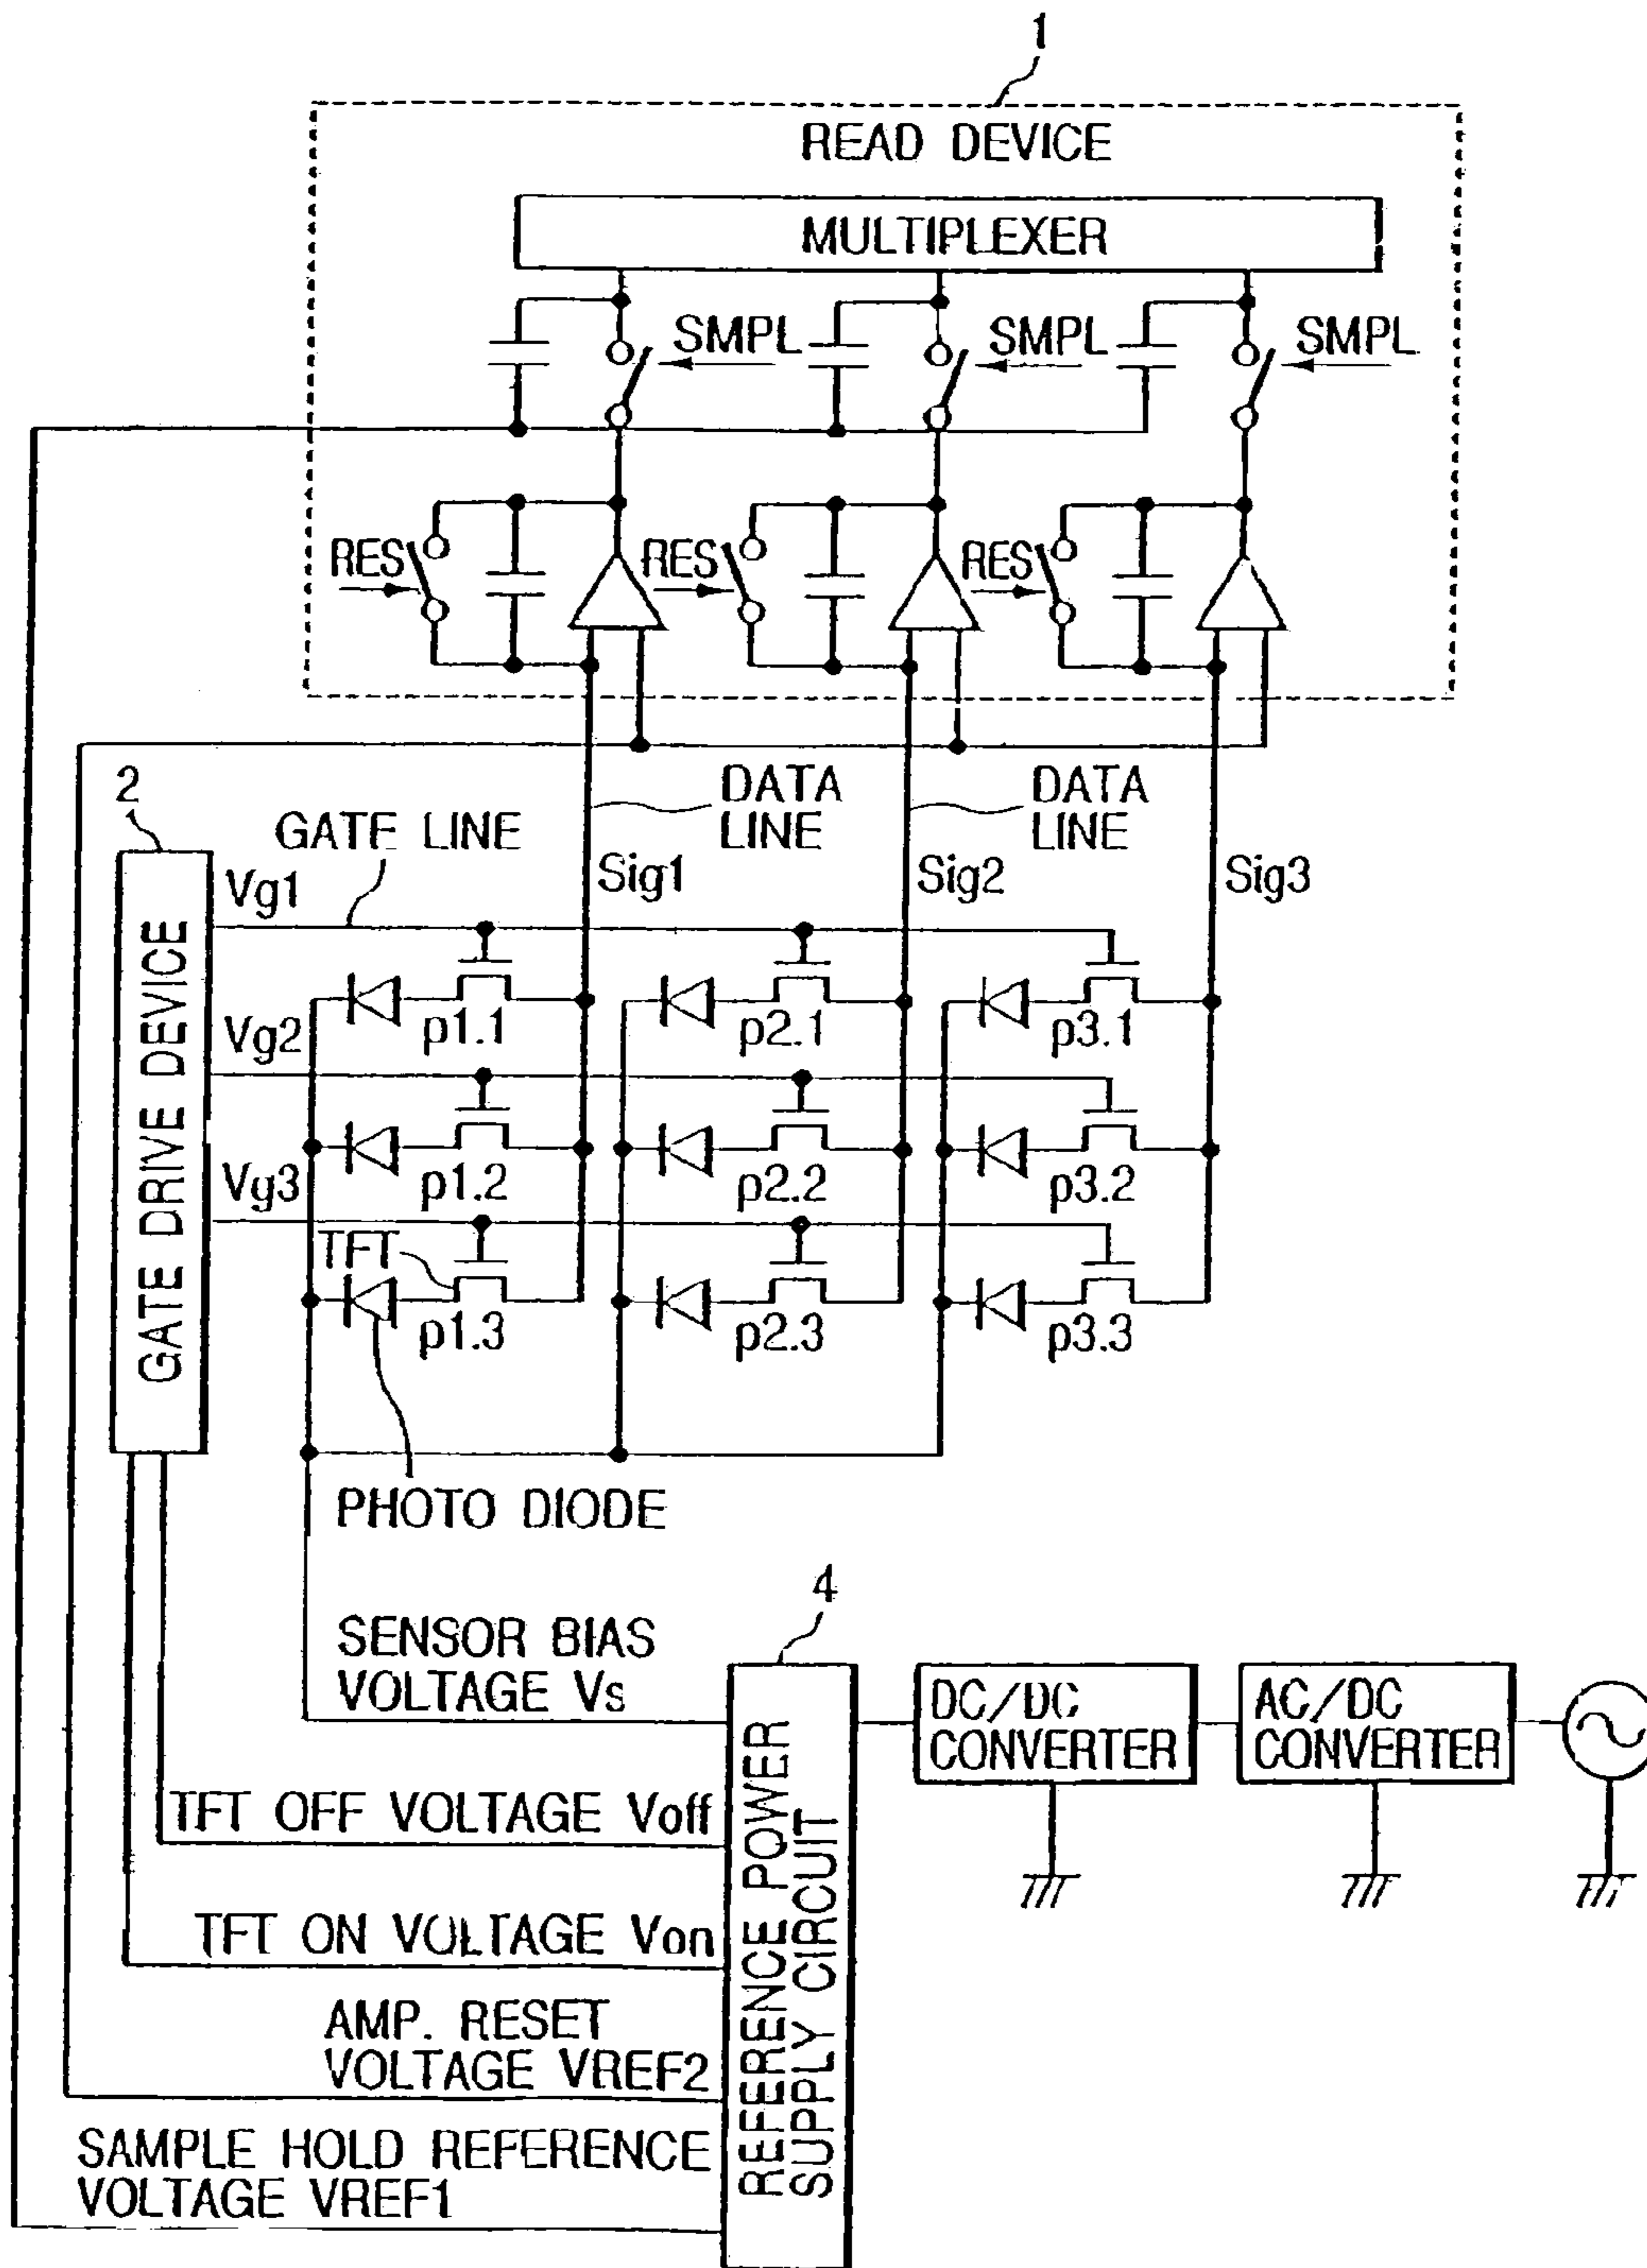 1
READ DEVICE
MULTIPLEXER
SMPL
SMPL
SMPL
RES
RES
RES
2
GATE LINE
DATA
LINE
DATA
LINE
Sig1
Sig2
Sig3
GATE DRIVE DEVICE
Vg1
p1.1
p2.1
p3.1
Vg2
p1.2
p2.2
p3.2
Vg3
TFT
p1.3
p2.3
p3.3
PHOTO DIODE
4
SENSOR BIAS
VOLTAGE Vs
TFT OFF VOLTAGE Voff
TFT ON VOLTAGE Von
AMP. RESET
VOLTAGE VREF2
SAMPLE HOLD REFERENCE
VOLTAGE VREF1
REFERENCE POWER
SUPPLY CIRCUIT
DC/DC
CONVERTER
AC/DC
CONVERTER